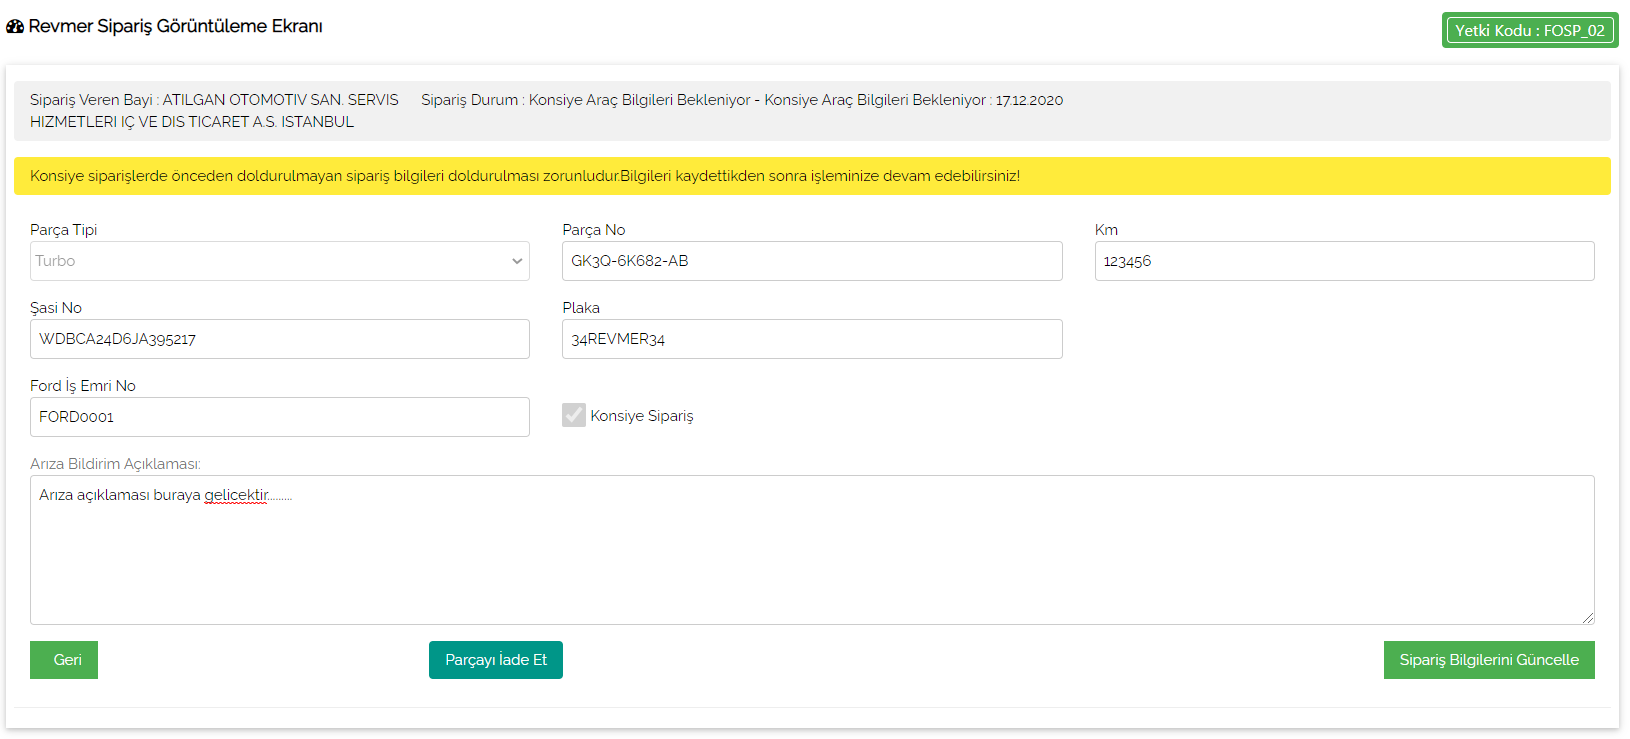 Revmer Sipariş Görüntüleme Ekranı
Yetki Kodu : FOSP_02
Sipariş Veren Bayi : ATILGAN OTOMOTIV SAN. SERVIS
HIZMETLERI IÇ VE DIS TICARET A.S. ISTANBUL
Sipariş Durum : Konsiye Araç Bilgileri Bekleniyor - Konsiye Araç Bilgileri Bekleniyor : 17.12.2020
Konsiye siparişlerde önceden doldurulmayan sipariş bilgileri doldurulması zorunludur.Bilgileri kaydettikden sonra işleminize devam edebilirsiniz!
Parça Tipi
Turbo
Parça No
GK3Q-6K682-AB
Km
123456
Şasi No
WDBCA24D6JA395217
Plaka
34REVMER34
Ford İş Emri No
FORD0001
Konsiye Sipariş
Arıza Bildirim Açıklaması:
Arıza açıklaması buraya gelicektir.........
Geri
Parçayı İade Et
Sipariş Bilgilerini Güncelle